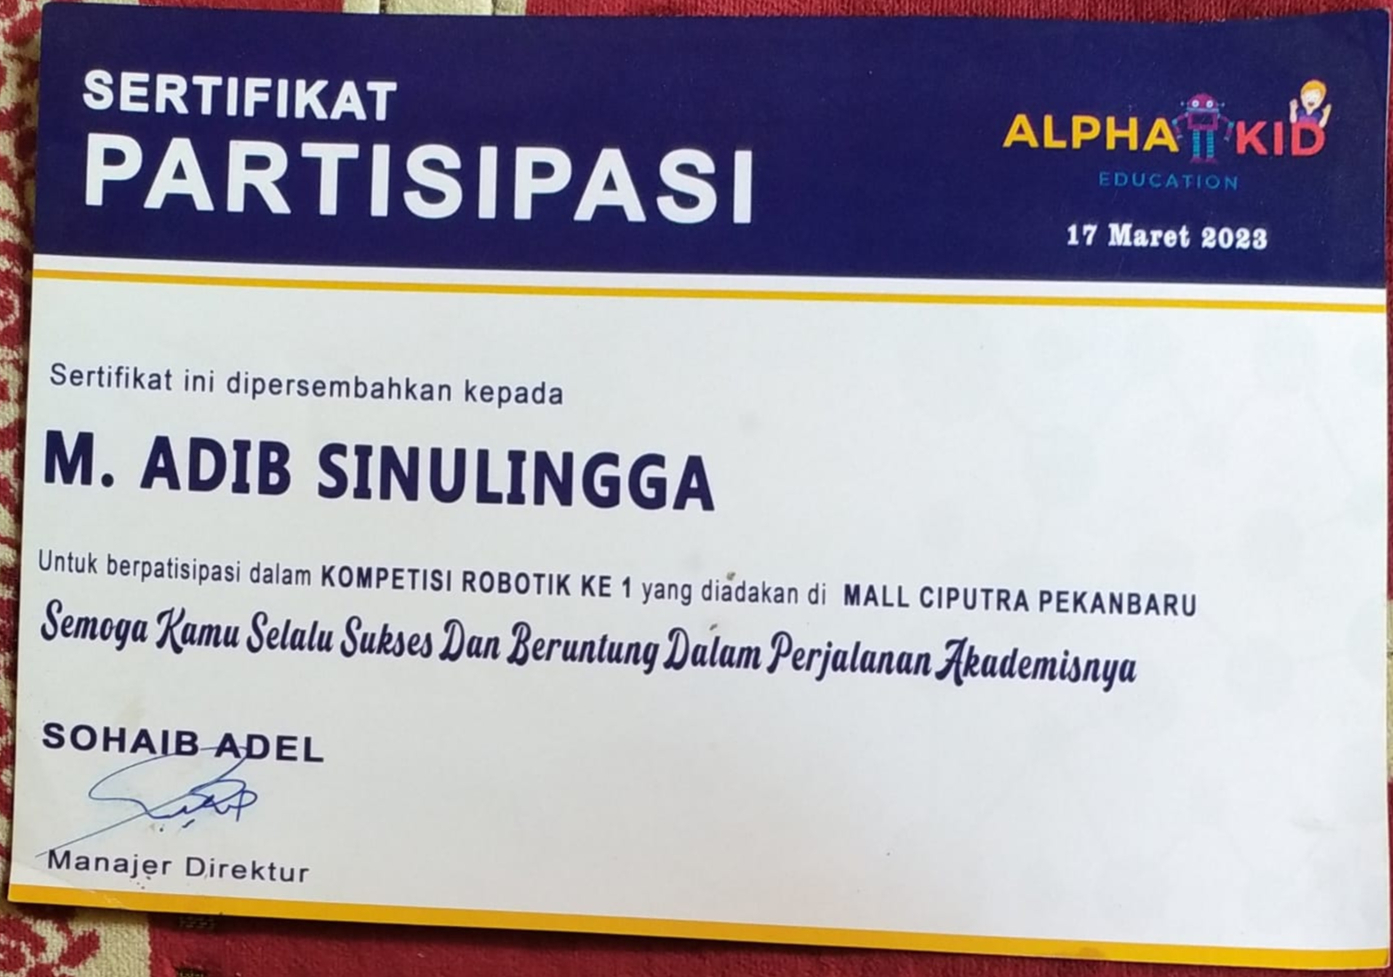 SERTIFIKAT
PARTISIPASI
ALPHA KID
EDUCATION
17 Maret 2023
Sertifikat ini dipersembahkan kepada
M. ADIB SINULINGGA
Untuk berpatisipasi dalam KOMPETISI ROBOTIK KE 1 yang diadakan di MALL CIPUTRA PEKANBARU
Semoga Kamu Selalu Sukses Dan Beruntung Dalam Perjalanan Akademisnya
SOHAIB ADEL
Manajer Direktur